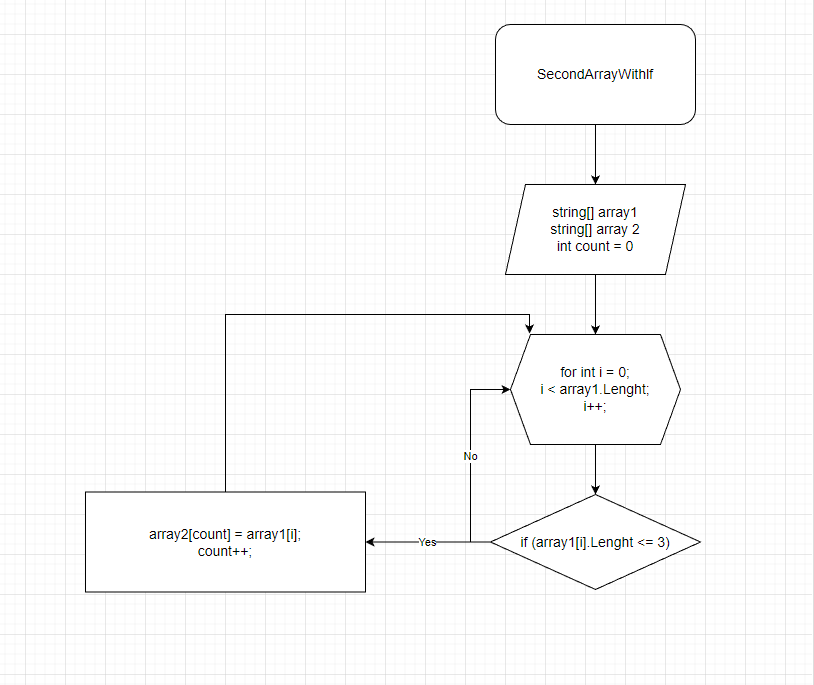 SecondArrayWithIf
string[] array1
string[] array 2
int count = 0
for int i = 0;
i < array1.Lenght;
i++;
No
if (array1[i].Lenght <= 3)
Yes
array2[count] = array1[i];
count++;